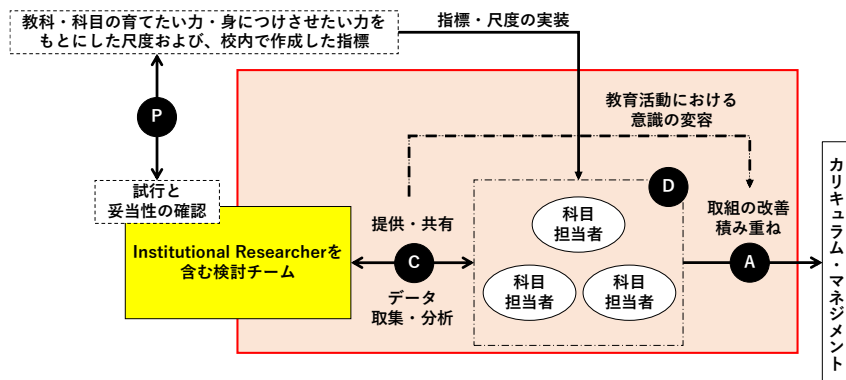 教科・科目の育てたい力・身につけさせたい力を
もとにした尺度および、校内で作成した指標
指標・尺度の実装
P
教育活動における
意識の変容
試行と
妥当性の確認
D
提供・共有
科目
担当者
取組の改善
積み重ね
Institutional Researcherを
含む検討チーム
C
A
科目
担当者
科目
担当者
データ
取集・分析
カリキュラム・マネジメント